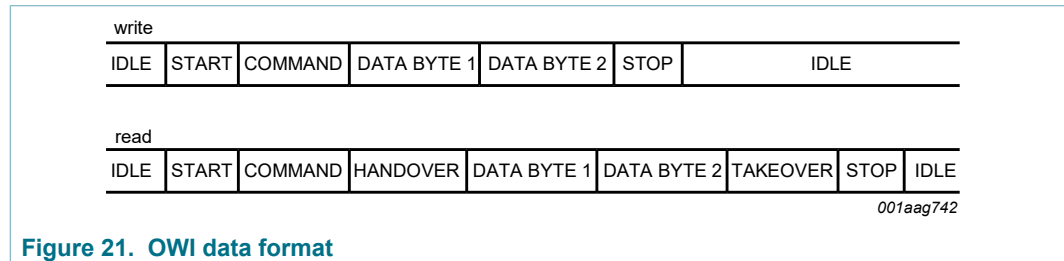 write
IDLE START COMMAND DATA BYTE 1 DATA BYTE 2 STOP IDLE
read
IDLE START COMMAND HANDOVER DATA BYTE 1 DATA BYTE 2 TAKEOVER STOP IDLE
001aag742
Figure 21. OWI data format